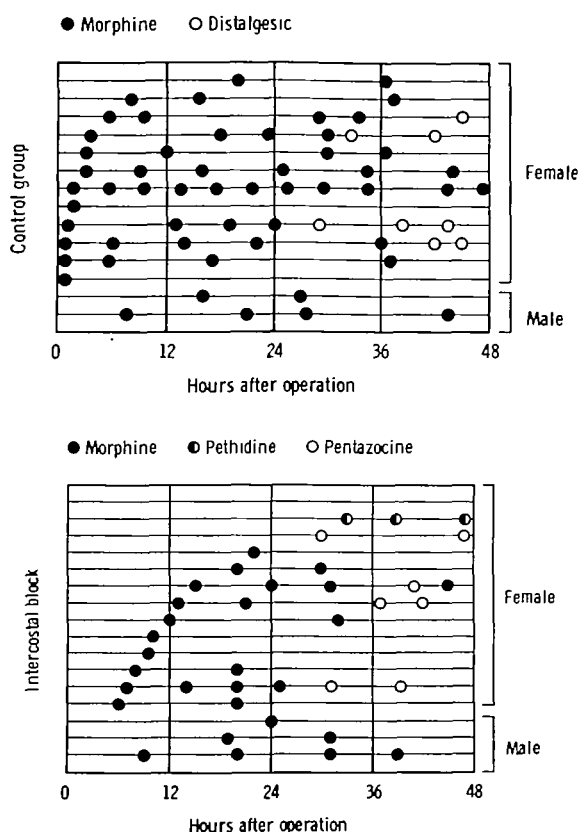 Morphine Distalgesic
Control group
Female
Male
0 12 24 36 48
Hours after operation
Morphine Pethidine Pentazocine
Intercostal block
Female
Male
0 12 24 36 48
Hours after operation